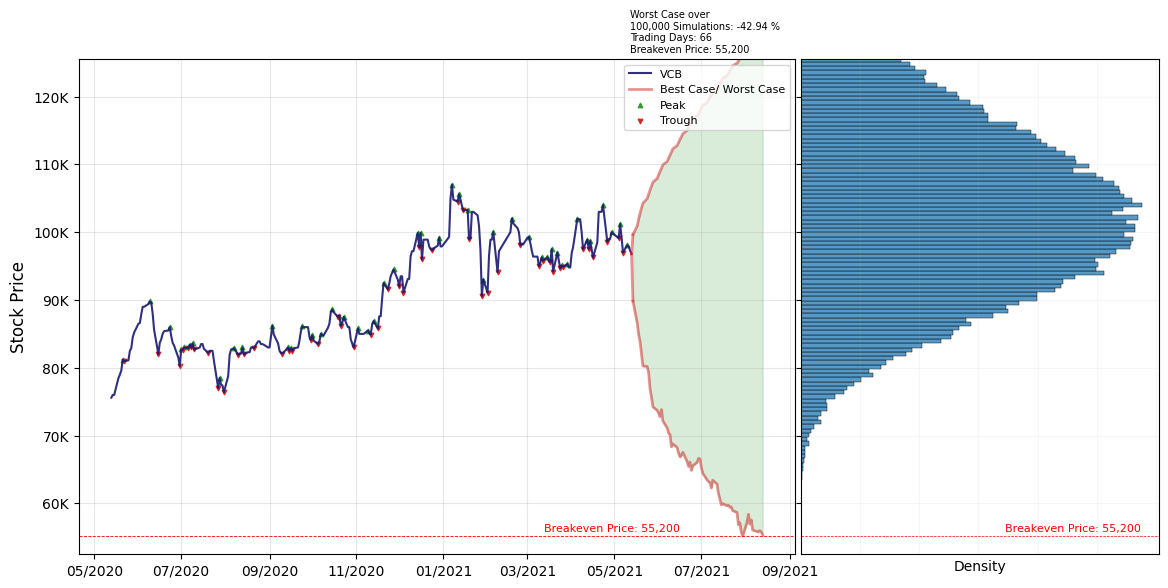 Worst Case over
100,000 Simulations: -42.94 %
Trading Days: 66
Breakeven Price: 55,200
VCB
Best Case/ Worst Case
Peak
Trough
Stock Price
120K
110K
100K
90K
80K
70K
60K
Breakeven Price: 55,200
Breakeven Price: 55,200
05/2020
07/2020
09/2020
11/2020
01/2021
03/2021
05/2021
07/2021
09/2021
Density